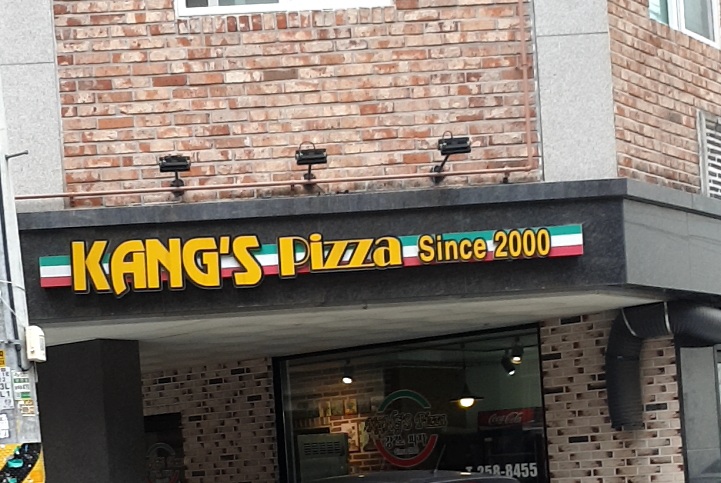 KANG'S Pizza Since 2000
Coca-Cola
T.258-8455